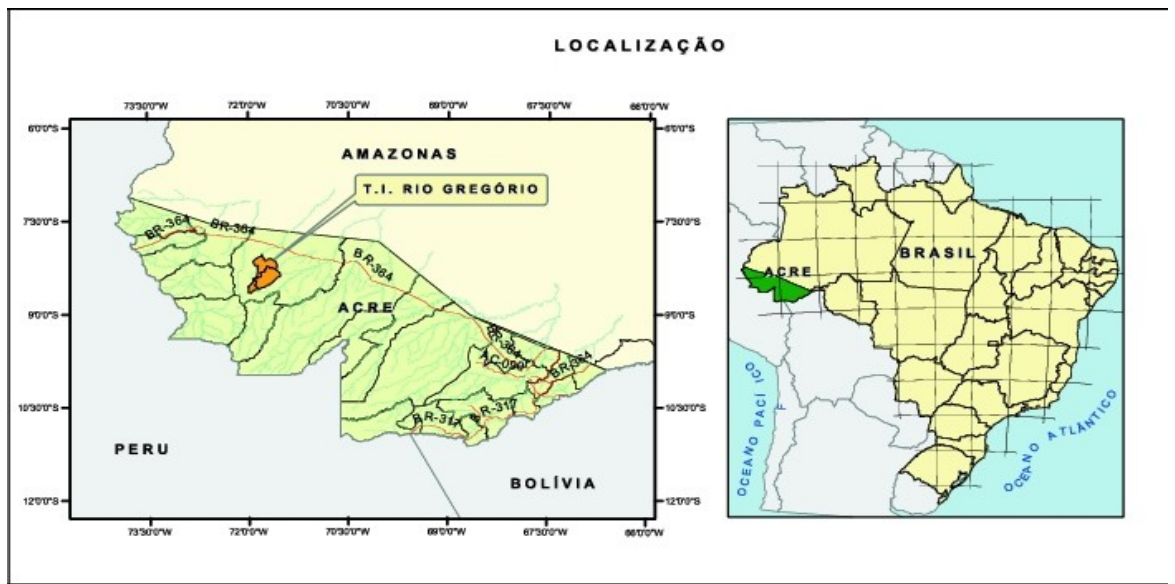 LOCALIZAÇÃO
73'30'0"W 72'0'0"W 70'30'0"W 69'0'0"W 67'30'0"W 66'0'0"W
6'0'0"S 6'0'0"S
AMAZONAS
T.I. RIO GREGÓRIO
7'30'0"S 7'30'0"S
BR-364 BR-364
BR-364
ACRE
9'0'0"S 9'0'0"S
BR-364
AC-090
BR-364
10'30'0"S 10'30'0"S
BR-317 BR-317
PERU
BOLÍVIA
12'0'0"S 12'0'0"S
73'30'0"W 72'0'0"W 70'30'0"W 69'0'0"W 67'30'0"W 66'0'0"W
BRASIL
ACRE
OCEANO PACÍFICO
OCEANO ATLÂNTICO